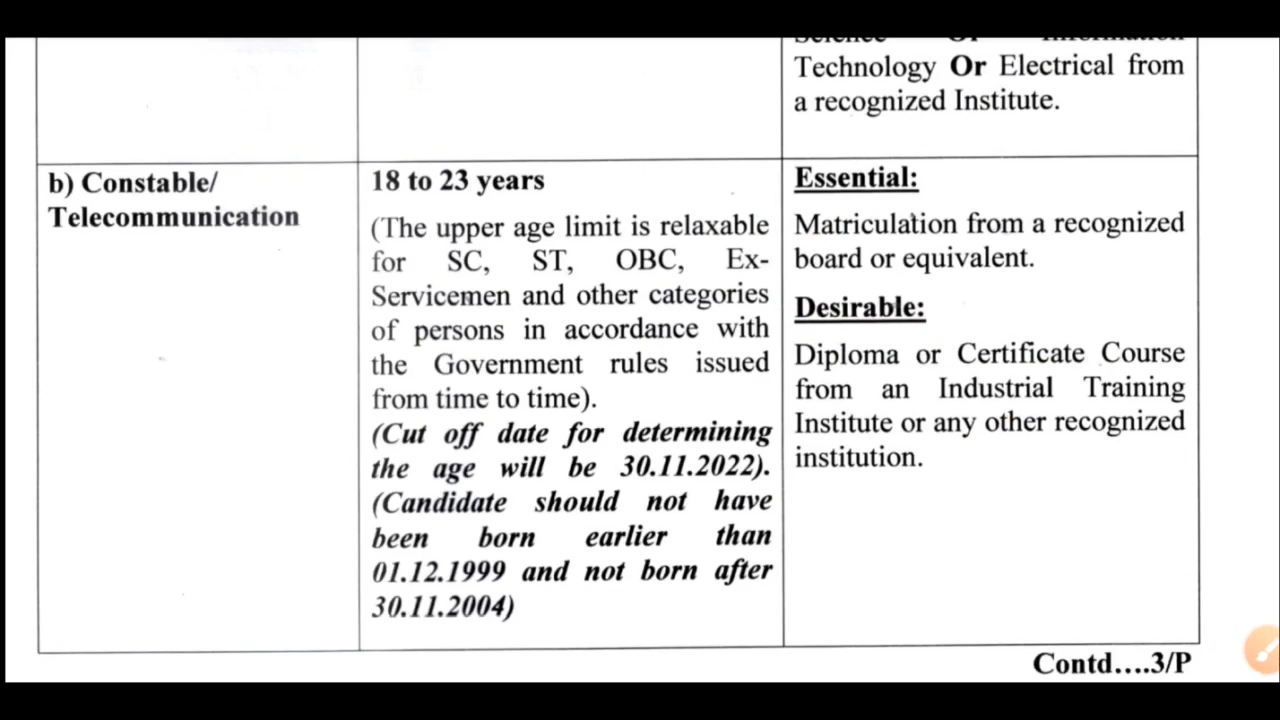 Technology Or Electrical from
a recognized Institute.
b) Constable/
Telecommunication
18 to 23 years
(The upper age limit is relaxable
for SC, ST, OBC, Ex-
Servicemen and other categories
of persons in accordance with
the Government rules issued
from time to time).
(Cut off date for determining
the age will be 30.11.2022).
(Candidate should not have
been born earlier than
01.12.1999 and not born after
30.11.2004)
Essential:
Matriculation from a recognized
board or equivalent.
Desirable:
Diploma or Certificate Course
from an Industrial Training
Institute or any other recognized
institution.
Contd....3/P